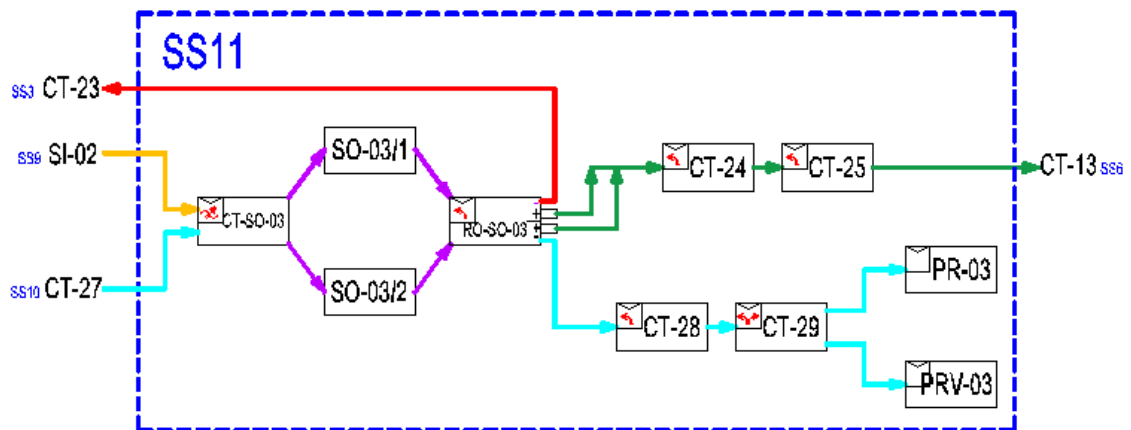 SS11
SS3 CT-23
SS9 SI-02
SO-03/1
CT-24
CT-25
CT-13 SS6
CT-SO-03
RO-SO-03
PR-03
SS10 CT-27
SO-03/2
CT-28
CT-29
PRV-03